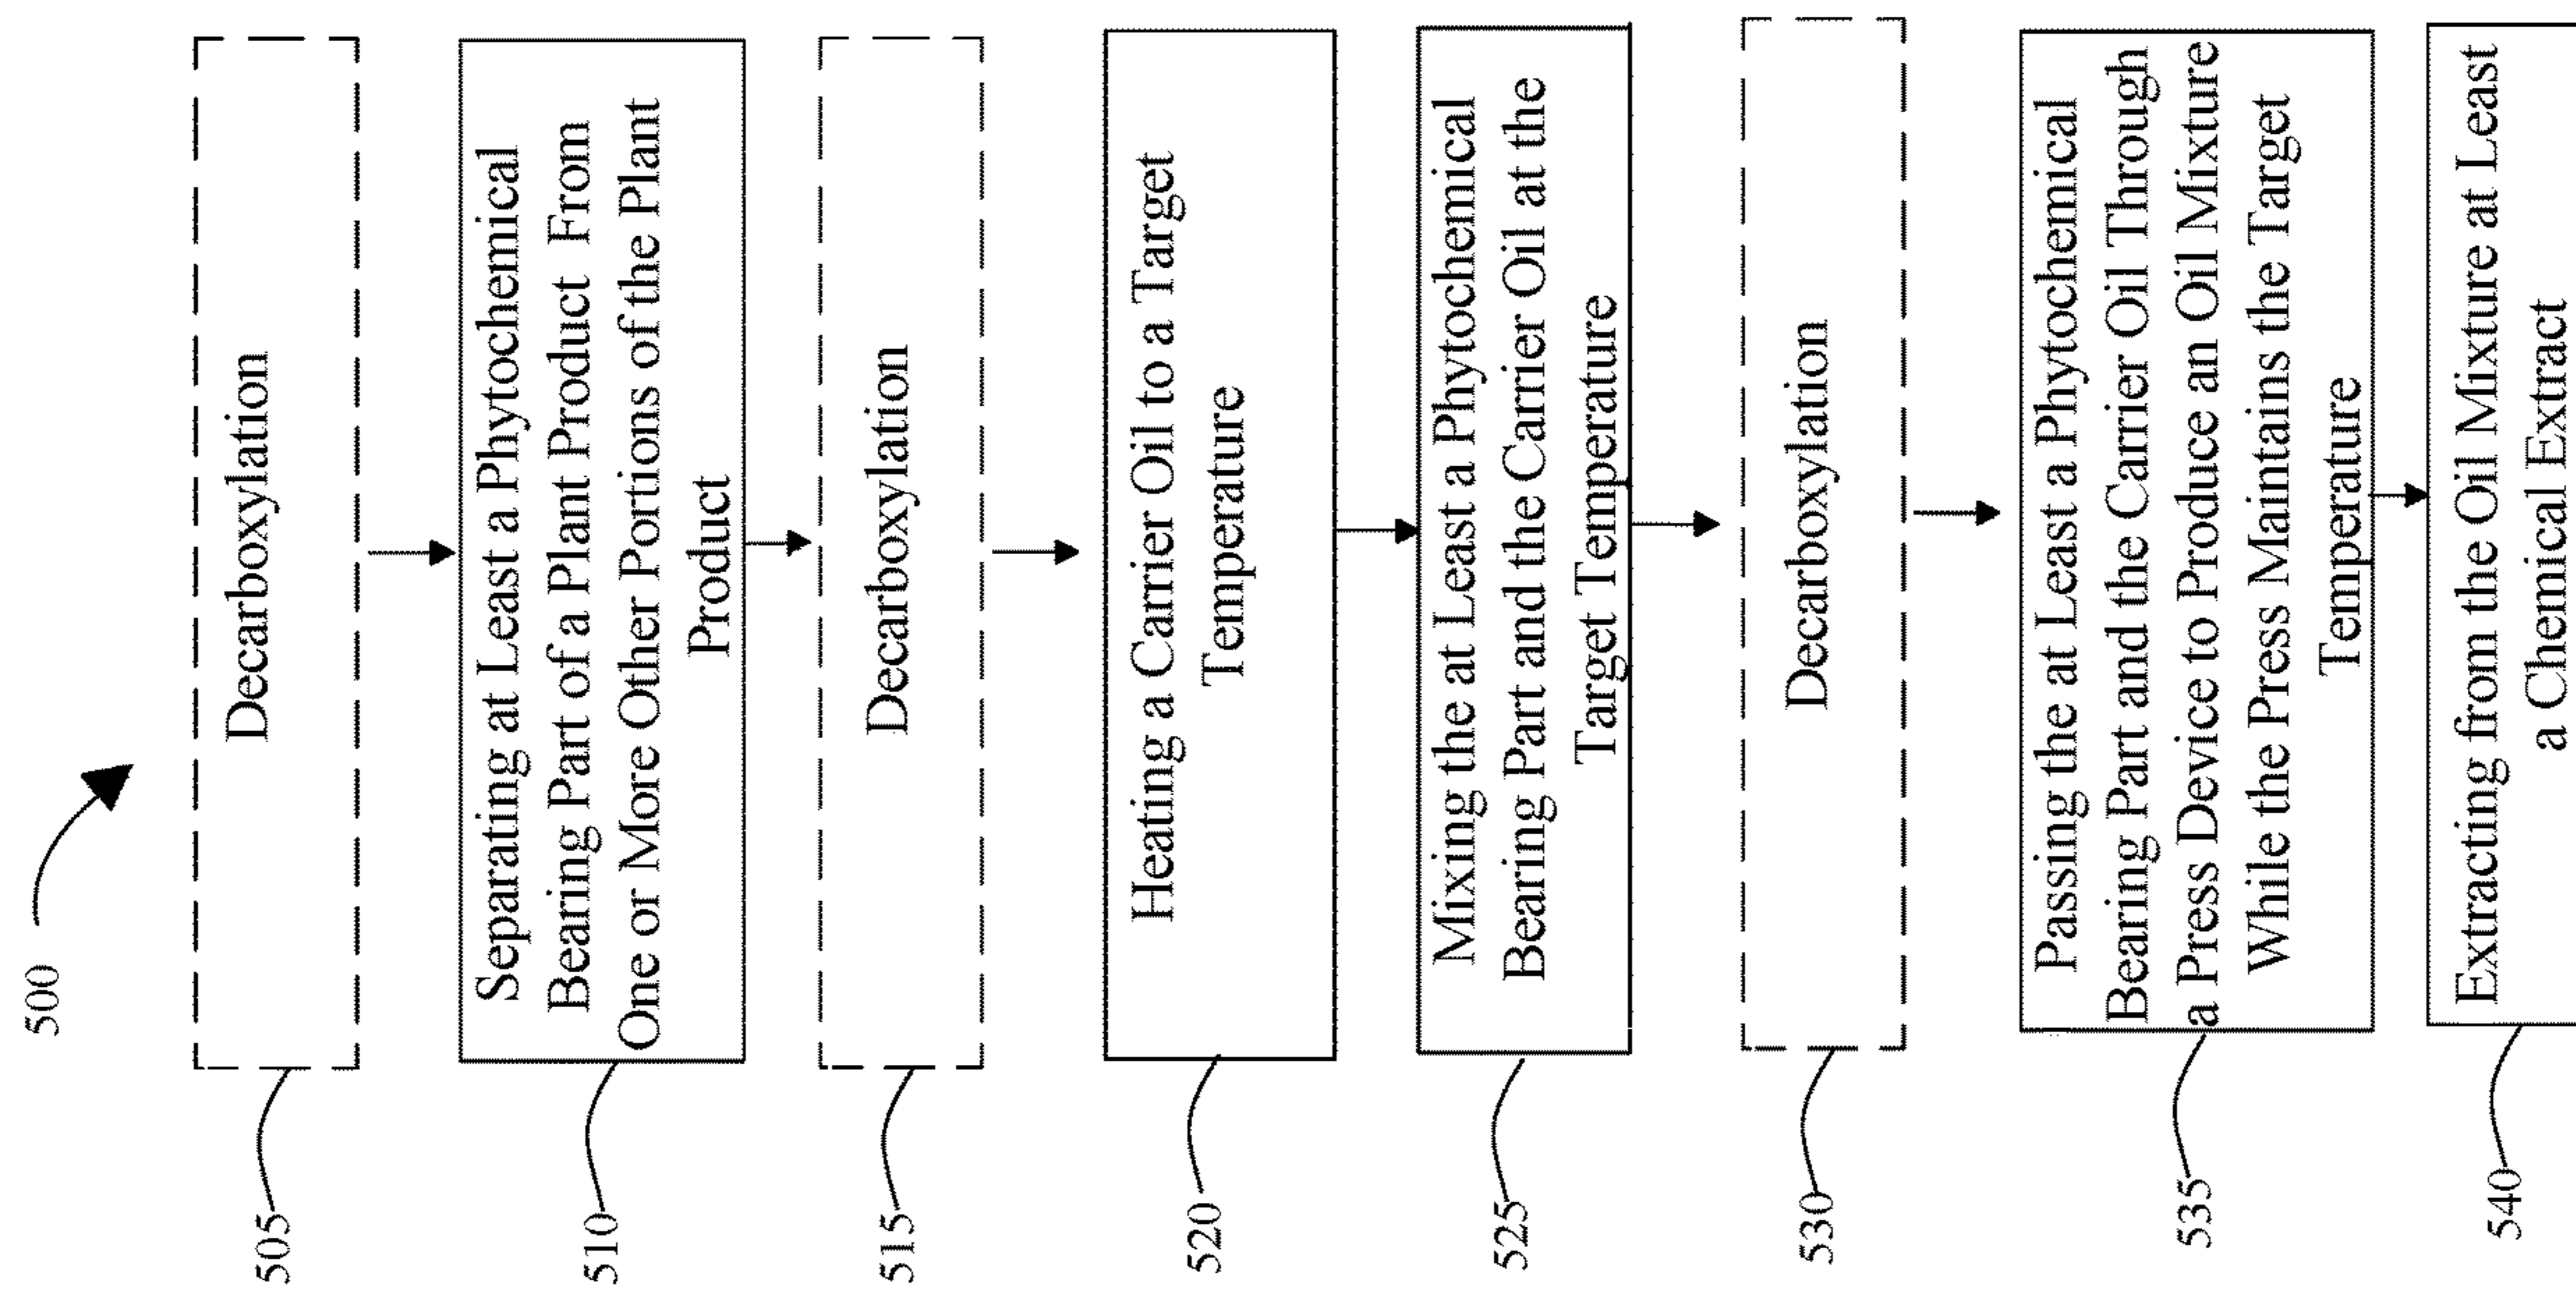 500
Decarboxylation
505
Separating at Least a Phytochemical
Bearing Part of a Plant Product From
One or More Other Portions of the Plant
Product
510
Decarboxylation
515
Heating a Carrier Oil to a Target
Temperature
520
Mixing the at Least a Phytochemical
Bearing Part and the Carrier Oil at the
Target Temperature
525
Decarboxylation
530
Passing the at Least a Phytochemical
Bearing Part and the Carrier Oil Through
a Press Device to Produce an Oil Mixture
While the Press Maintains the Target
Temperature
535
Extracting from the Oil Mixture at Least
a Chemical Extract
540